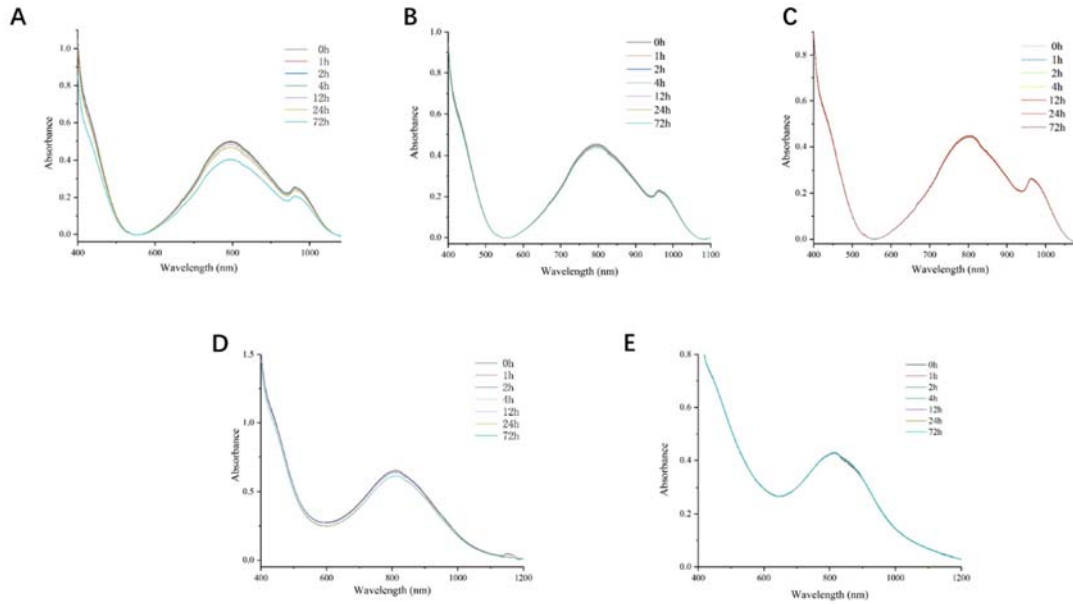 A
1.0
0.8
0.6
0.4
0.2
0.0
Absorbance
400 600 800 1000
Wavelength (nm)
0h
1h
2h
4h
12h
24h
72h
B
1.0
0.8
0.6
0.4
0.2
0.0
Absorbance
400 500 600 700 800 900 1000 1100
Wavelength (nm)
0h
1h
2h
4h
12h
24h
72h
C
0.8
0.6
0.4
0.2
0.0
Absorbance
400 500 600 700 800 900 1000
Wavelength (nm)
0h
1h
2h
4h
12h
24h
72h
D
1.5
1.0
0.5
0.0
Absorbance
400 600 800 1000 1200
Wavelength (nm)
0h
1h
2h
4h
12h
24h
72h
E
0.8
0.6
0.4
0.2
0.0
Absorbance
400 600 800 1000 1200
Wavelength (nm)
0h
1h
2h
4h
12h
24h
72h